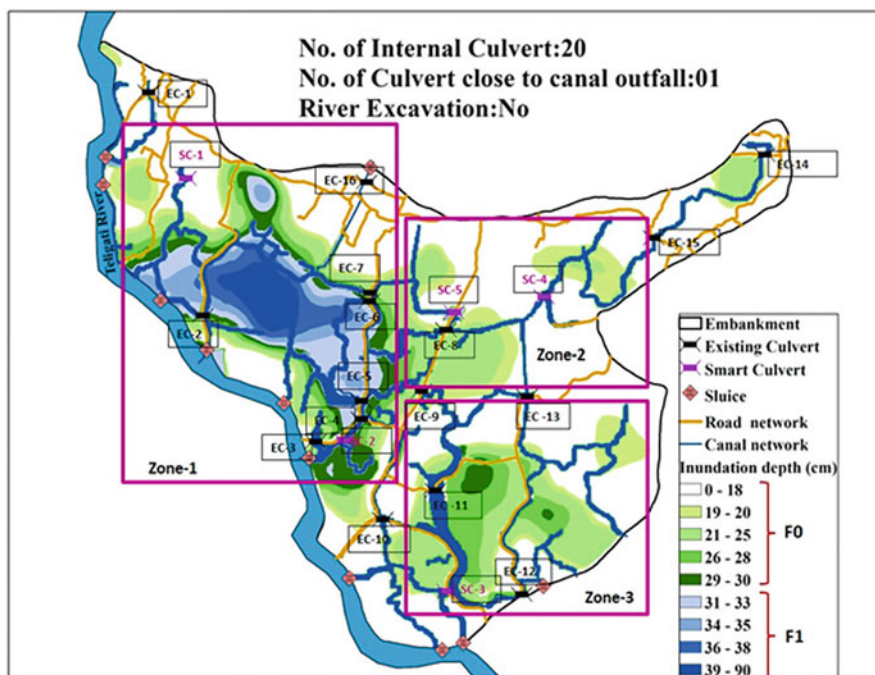 No. of Internal Culvert:20
No. of Culvert close to canal outfall:01
River Excavation:No
EC-1
SC-1
EC-16
EC-14
Teligati River
EC-15
EC-7
SC-4
SC-5
EC-6
EC-2
EC-8
Zone-2
EC-5
EC-9
EC-13
EC-4
EC-3
SC-2
Zone-1
EC-11
EC-10
EC-12
SC-3
Zone-3
Embankment
Existing Culvert
Smart Culvert
Sluice
Road network
Canal network
Inundation depth (cm)
0 - 18
19 - 20
21 - 25
26 - 28
29 - 30
F0
31 - 33
34 - 35
36 - 38
39 - 90
F1